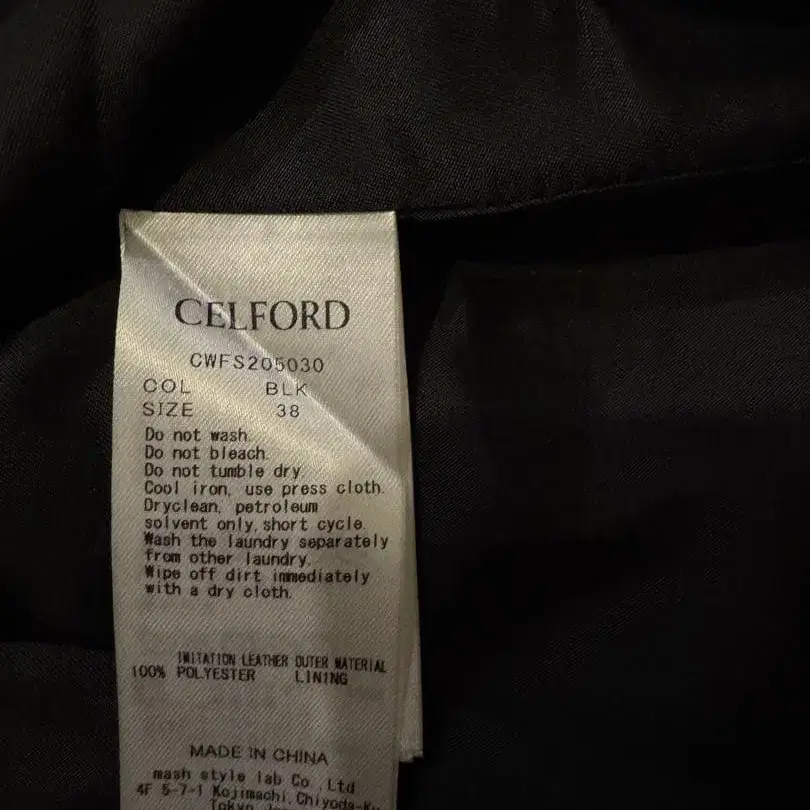 CELFORD
CWFS205030
COL BLK
SIZE 38
Do not wash.
Do not bleach.
Do not tumble dry.
Cool iron, use press cloth.
Dryclean, petroleum
solvent only, short cycle.
Wash the laundry separately
from other laundry.
Wipe off dirt immediately
with a dry cloth.
IMITATION LEATHER OUTER MATERIAL
100% POLYESTER LINING
MADE IN CHINA
mash style lab Co., Ltd
4F 5-7-1 Kojimachi, Chiyoda-Ku
Tokyo